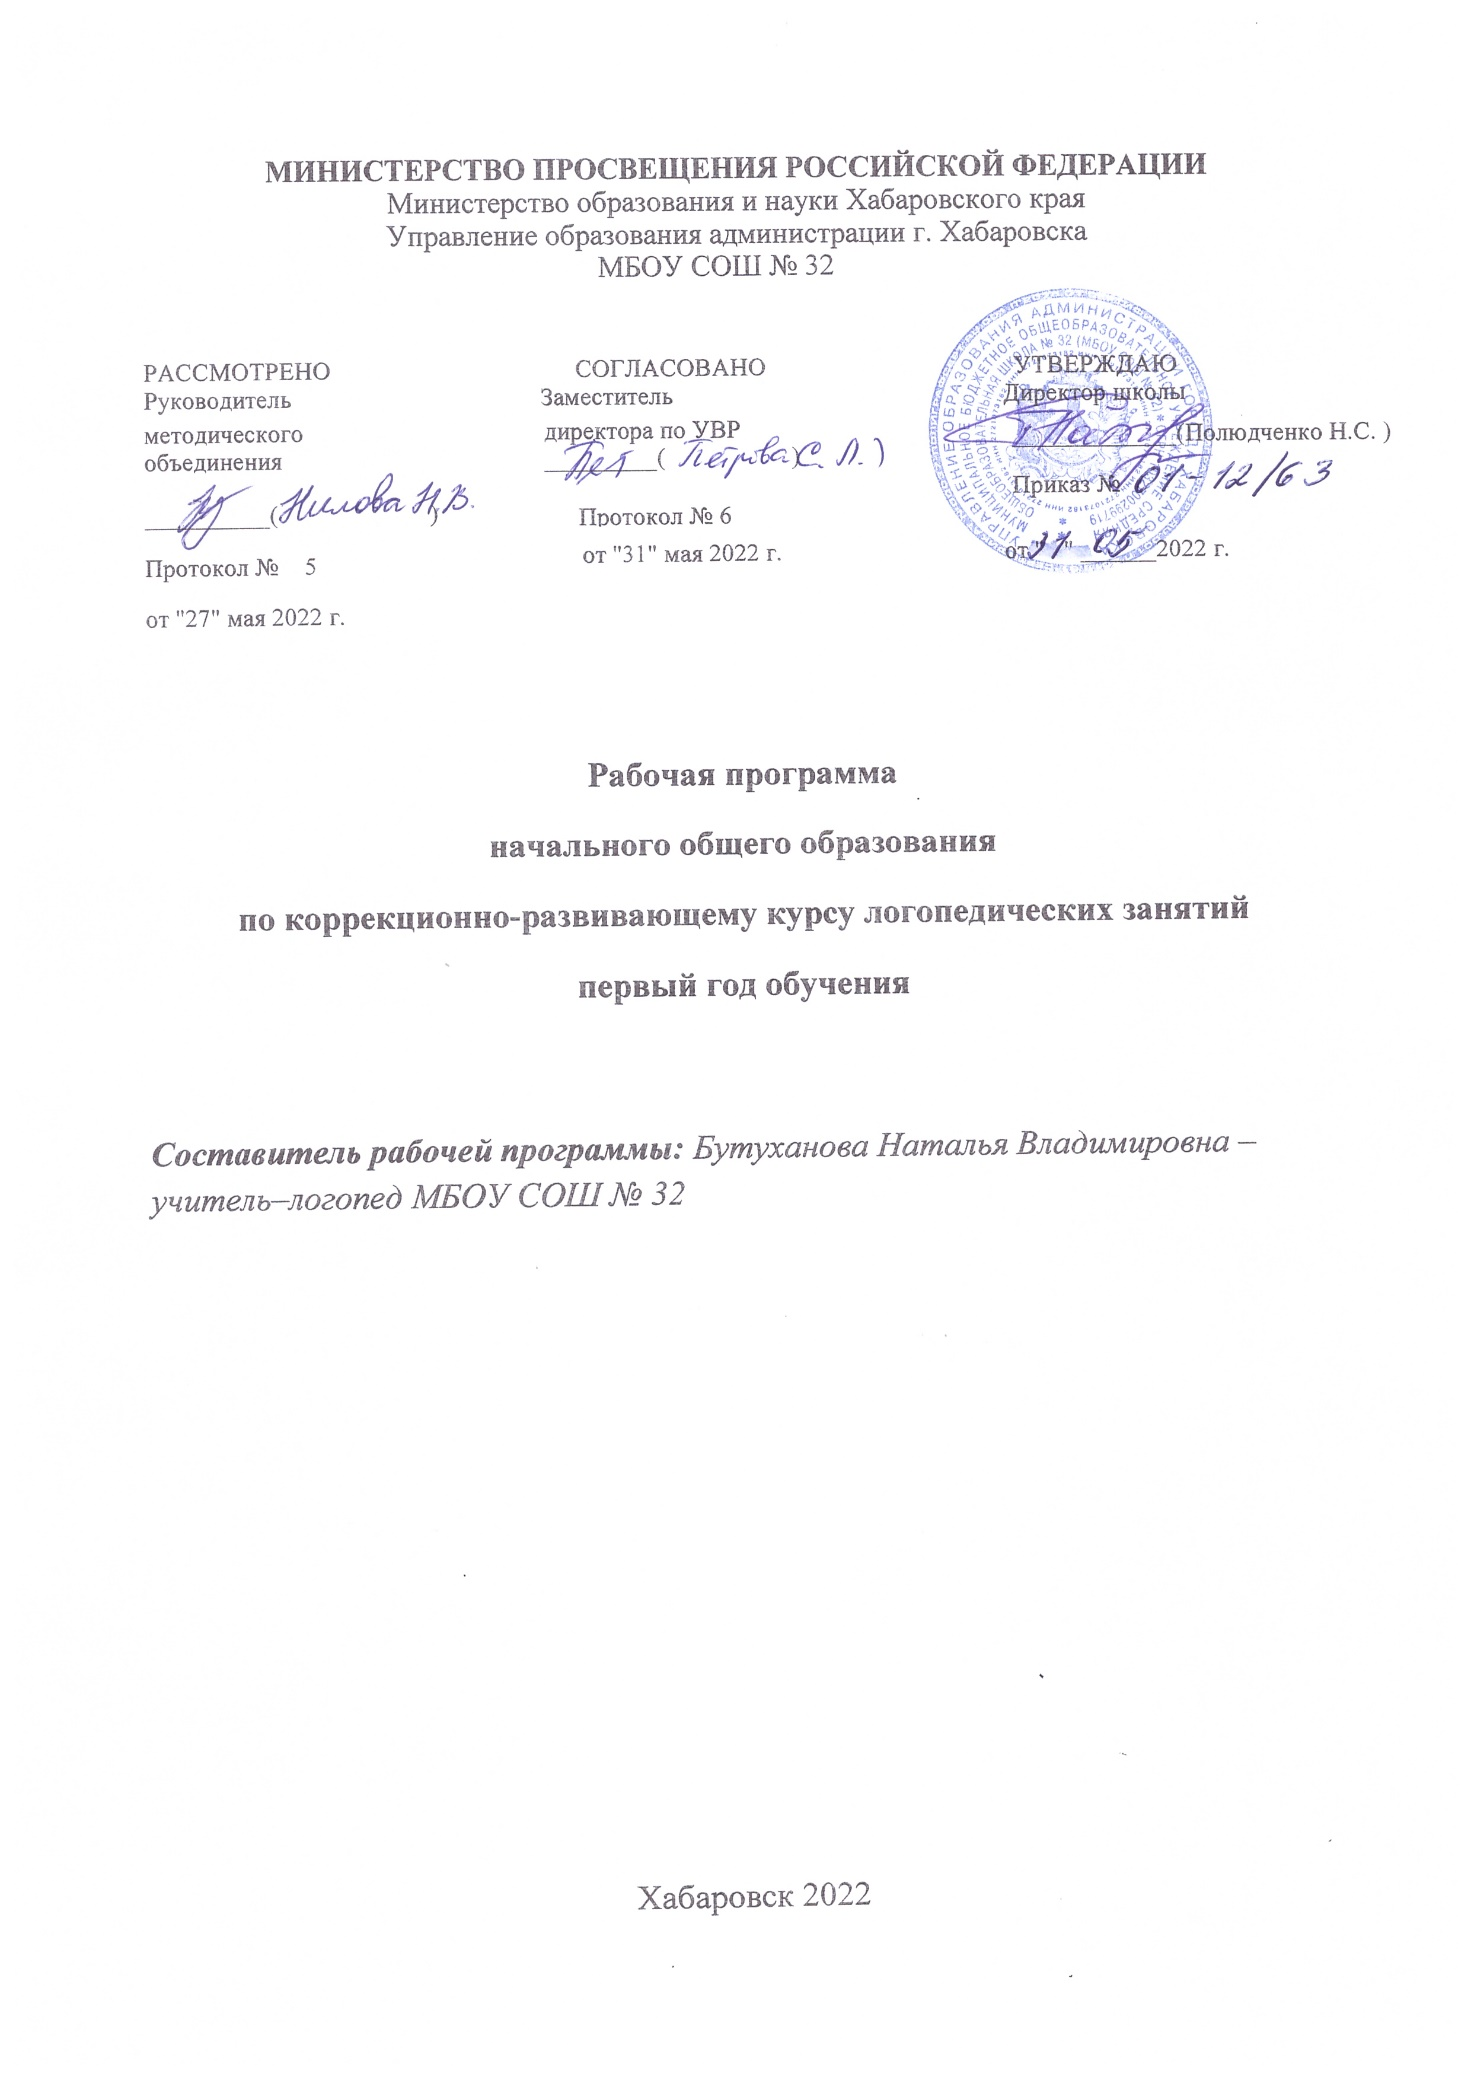 МИНИСТЕРСТВО ПРОСВЕЩЕНИЯ РОССИЙСКОЙ ФЕДЕРАЦИИ
Министерство образования и науки Хабаровского края
Управление образования администрации г. Хабаровска
МБОУ СОШ № 32
РАССМОТРЕНО
Руководитель
методического
объединения
__________(Нилова Н.В.)
Протокол № 5
от "27" мая 2022 г.
СОГЛАСОВАНО
Заместитель
директора по УВР
_________( Петрова С. Л. )
Протокол № 6
от "31" мая 2022 г.
УТВЕРЖДАЮ
Директор школы
(Полюдченко Н.С. )
Приказ № 01-12/63
от"31" 05 2022 г.
Рабочая программа
начального общего образования
по коррекционно-развивающему курсу логопедических занятий
первый год обучения
Составитель рабочей программы: Бутуханова Наталья Владимировна –
учитель–логопед МБОУ СОШ № 32
Хабаровск 2022